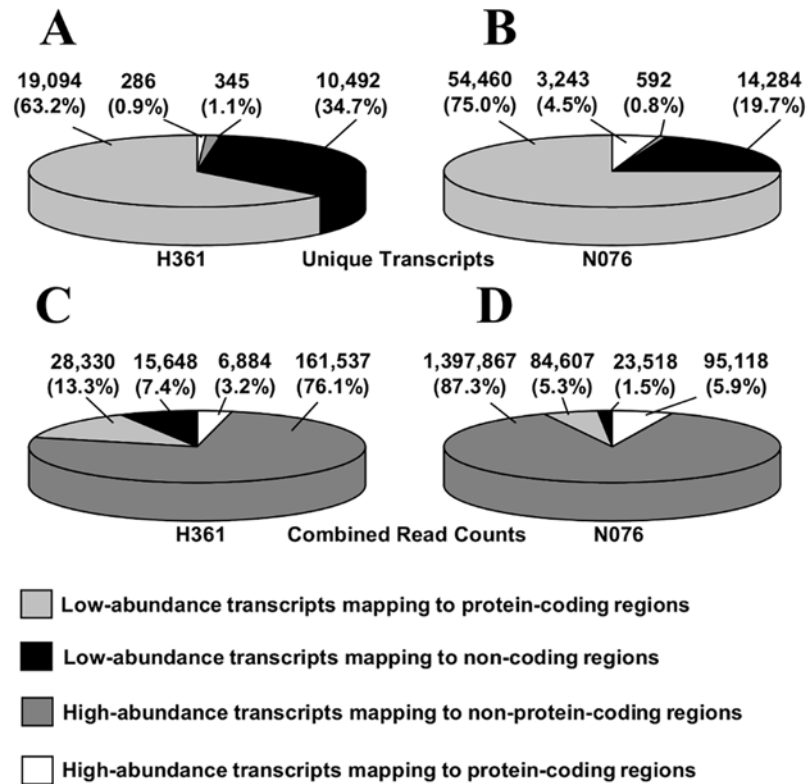 A B
19,094 286 345 10,492 54,460 3,243 592 14,284
(63.2%) (0.9%) (1.1%) (34.7%) (75.0%) (4.5%) (0.8%) (19.7%)
H361 Unique Transcripts N076
C D
28,330 15,648 6,884 161,537 1,397,867 84,607 23,518 95,118
(13.3%) (7.4%) (3.2%) (76.1%) (87.3%) (5.3%) (1.5%) (5.9%)
H361 Combined Read Counts N076
Low-abundance transcripts mapping to protein-coding regions
Low-abundance transcripts mapping to non-coding regions
High-abundance transcripts mapping to non-protein-coding regions
High-abundance transcripts mapping to protein-coding regions